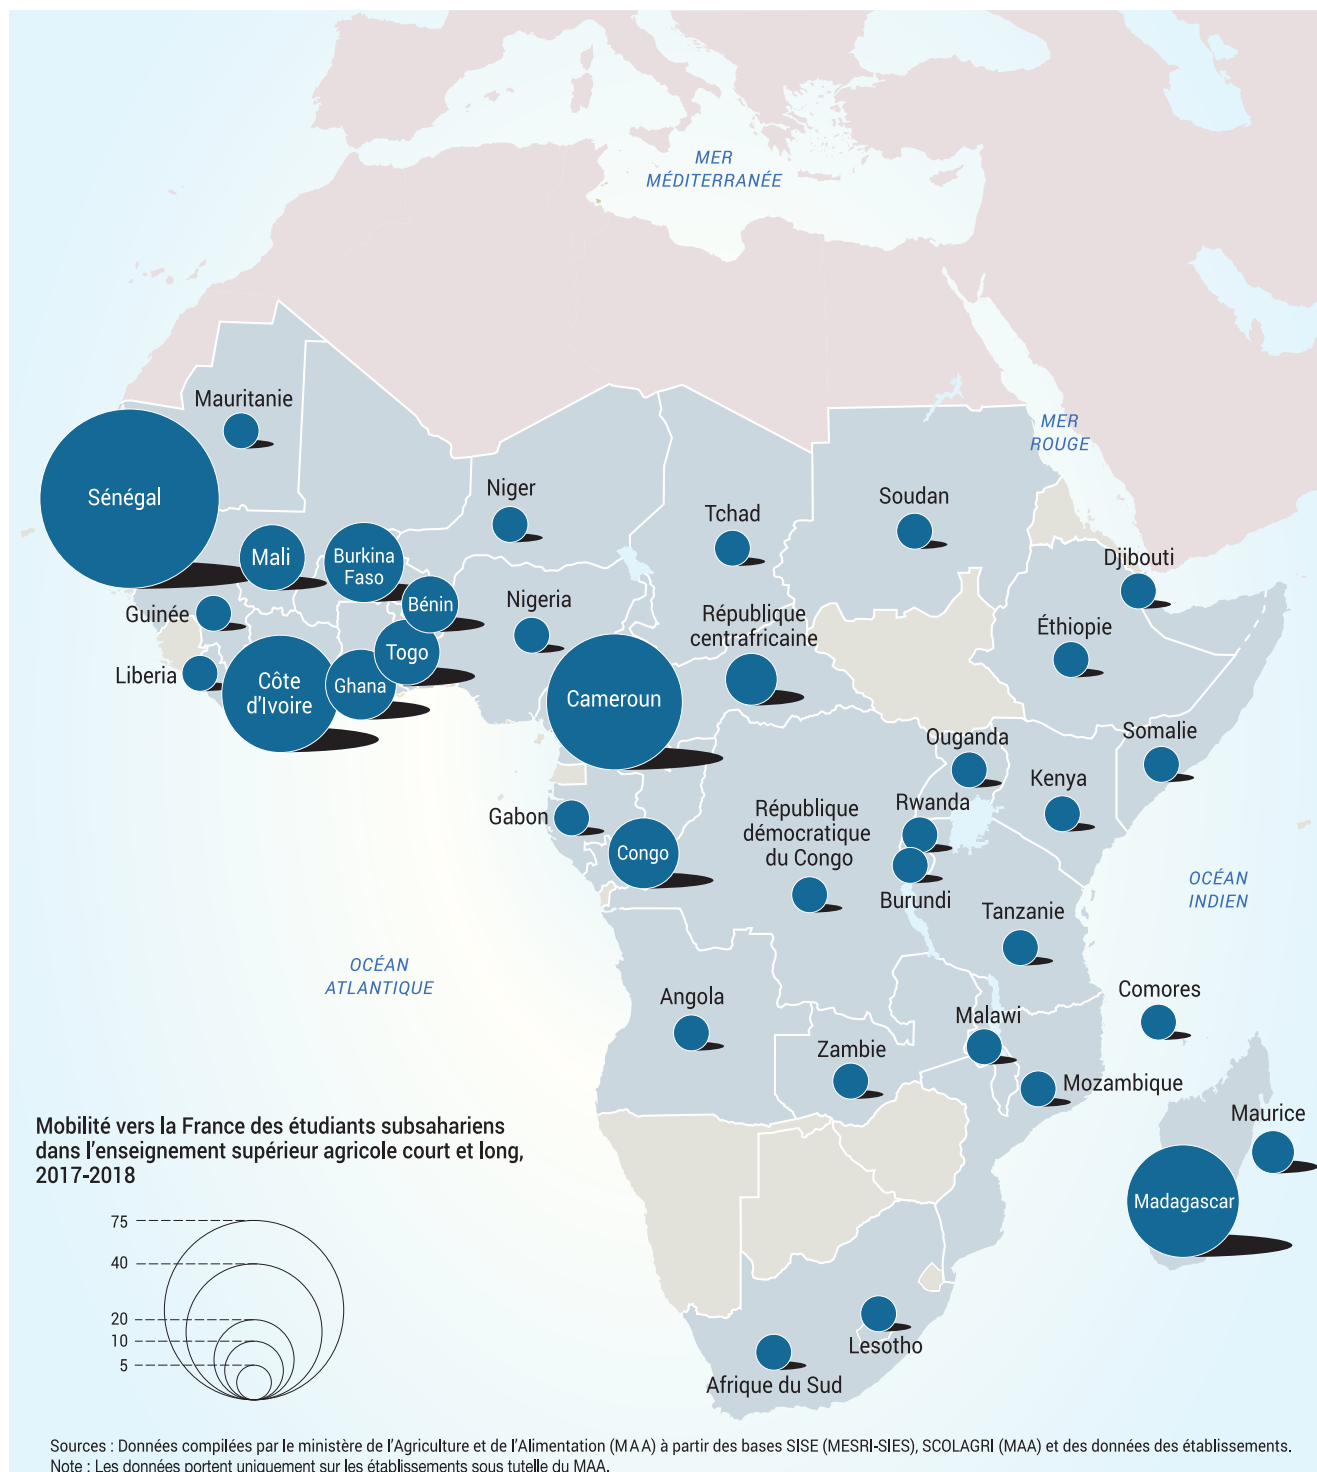 MER
MÉDITERRANÉE
Mauritanie
MER
ROUGE
Sénégal
Niger
Tchad
Soudan
Mali
Burkina
Faso
Djibouti
Bénin
Guinée
Nigeria
République
centrafricaine
Éthiopie
Togo
Liberia
Côte
d'Ivoire
Ghana
Cameroun
Ouganda
Somalie
Kenya
Gabon
République
démocratique
du Congo
Rwanda
Congo
Burundi
OCÉAN
INDIEN
Tanzanie
OCÉAN
ATLANTIQUE
Angola
Comores
Malawi
Zambie
Mozambique
Maurice
Madagascar
Mobilité vers la France des étudiants subsahariens
dans l'enseignement supérieur agricole court et long,
2017-2018
75
40
20
10
5
Lesotho
Afrique du Sud
Sources : Données compilées par le ministère de l'Agriculture et de l'Alimentation (MAA) à partir des bases SISE (MESRI-SIES), SCOLAGRI (MAA) et des données des établissements.
Note : Les données portent uniquement sur les établissements sous tutelle du MAA.